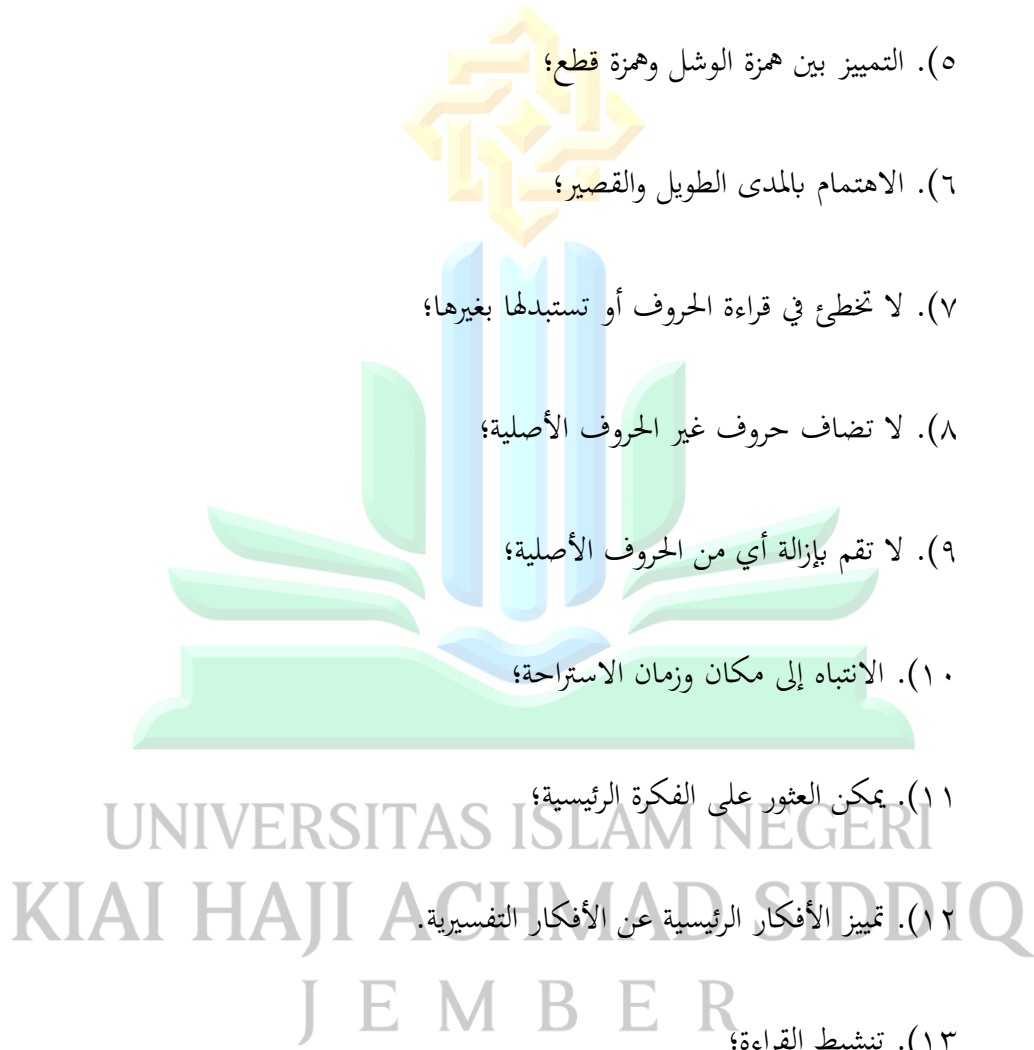 ٥). التمييز بين همزة الوشل وهمزة قطع؛
٦). الاهتمام بالمدى الطويل والقصير؛
٧). لا تخطئ في قراءة الحروف أو تستبدلها بغيرها؛
٨). لا تضاف حروف غير الحروف الأصلية؛
٩). لا تقم بإزالة أي من الحروف الأصلية؛
١٠). الانتباه إلى مكان وزمان الاستراحة؛
١١). يمكن العثور على الفكرة الرئيسية؛
UNIVERSITAS ISLAM NEGERI
١٢). تمييز الأفكار الرئيسية عن الأفكار التفسيرية.
KIAI HAJI ACHMAD SIDDIQ
J E M B E R
١٣). تنشيط القراءة؛